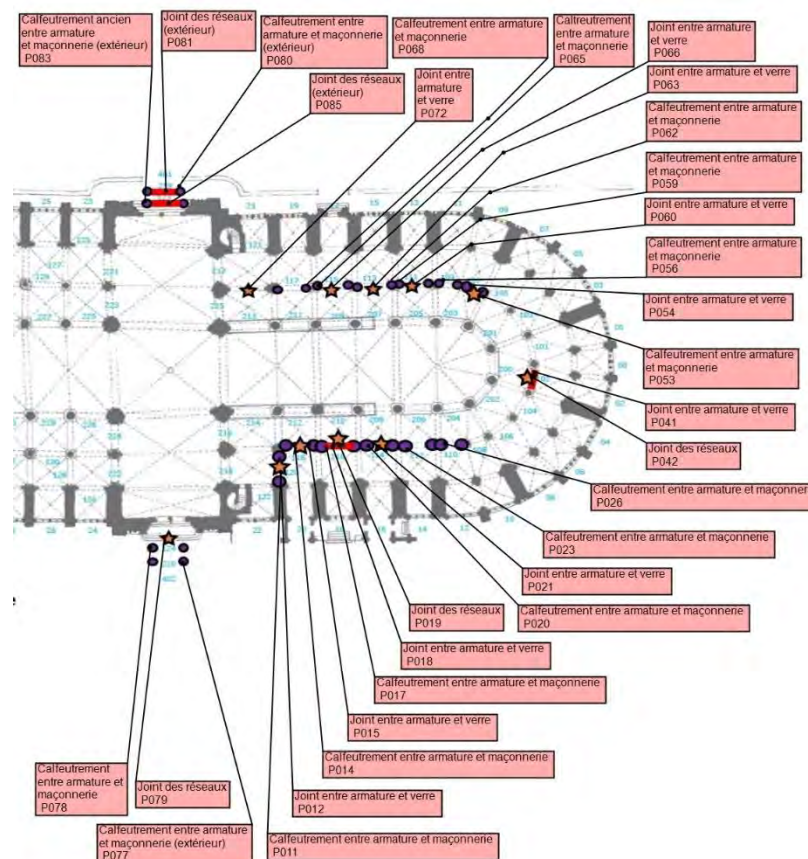 Calfeutrement ancien
entre armature
et maçonnerie (extérieur)
P083
Joint des réseaux
(extérieur)
P081
Calfeutrement entre
armature et maçonnerie
(extérieur)
P080
Joint des réseaux
(extérieur)
P085
Calfeutrement entre armature
et maçonnerie
P068
Joint entre
armature
et verre
P072
Calfeutrement entre
armature et maçonnerie
P065
Joint entre armature
et verre
P066
Joint entre armature et verre
P063
Calfeutrement entre armature
et maçonnerie
P062
Calfeutrement entre armature
et maçonnerie
P059
Joint entre armature et verre
P060
Calfeutrement entre armature
et maçonnerie
P056
Joint entre armature et verre
P054
Calfeutrement entre armature
et maçonnerie
P053
Joint entre armature et verre
P041
Joint des réseaux
P042
Calfeutrement entre armature et maçonnerie
P026
Calfeutrement entre armature et maçonnerie
P023
Joint entre armature et verre
P021
Calfeutrement entre armature et maçonnerie
P020
Joint des réseaux
P019
Joint entre armature et verre
P018
Calfeutrement entre armature et maçonnerie
P017
Joint entre armature et verre
P015
Calfeutrement entre armature et maçonnerie
P014
Joint entre armature et verre
P012
Calfeutrement entre armature et maçonnerie
P011
Calfeutrement
entre armature et
maçonnerie
P078
Joint des réseaux
P079
Calfeutrement entre armature
et maçonnerie (extérieur)
P077